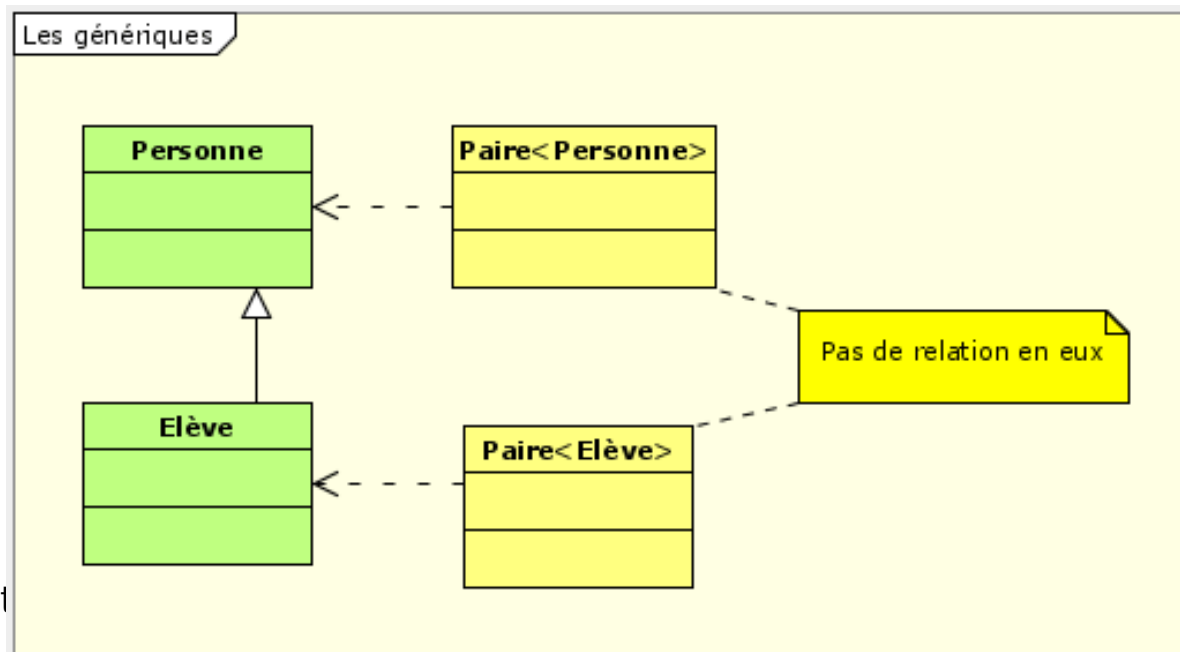 Les génériques
Personne
Paire<Personne>
Pas de relation en eux
Elève
Paire<Elève>
t